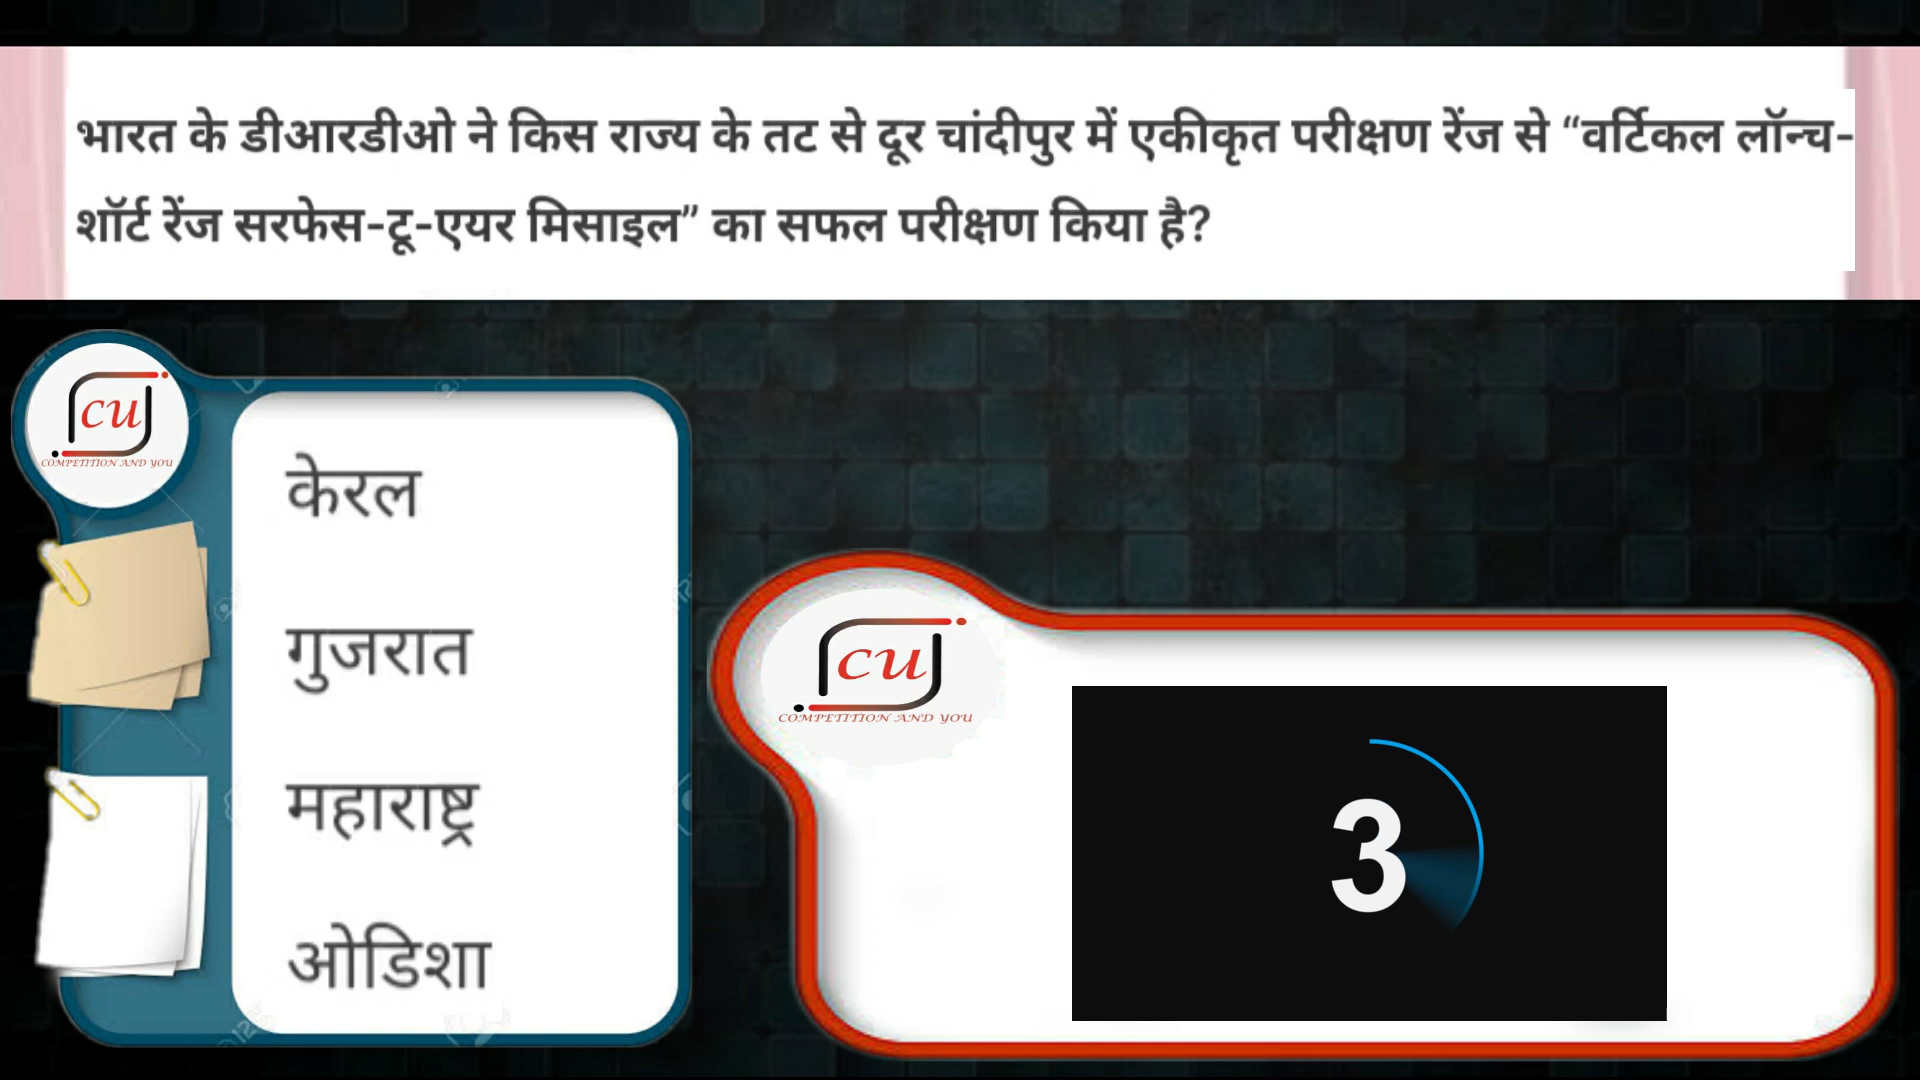 भारत के डीआरडीओ ने किस राज्य के तट से दूर चांदीपुर में एकीकृत परीक्षण रेंज से “वर्टिकल लॉन्च-
शॉर्ट रेंज सरफेस-टू-एयर मिसाइल” का सफल परीक्षण किया है?
CU
COMPETITION AND YOU
केरल
गुजरात
महाराष्ट्र
ओडिशा
CU
COMPETITION AND YOU
3